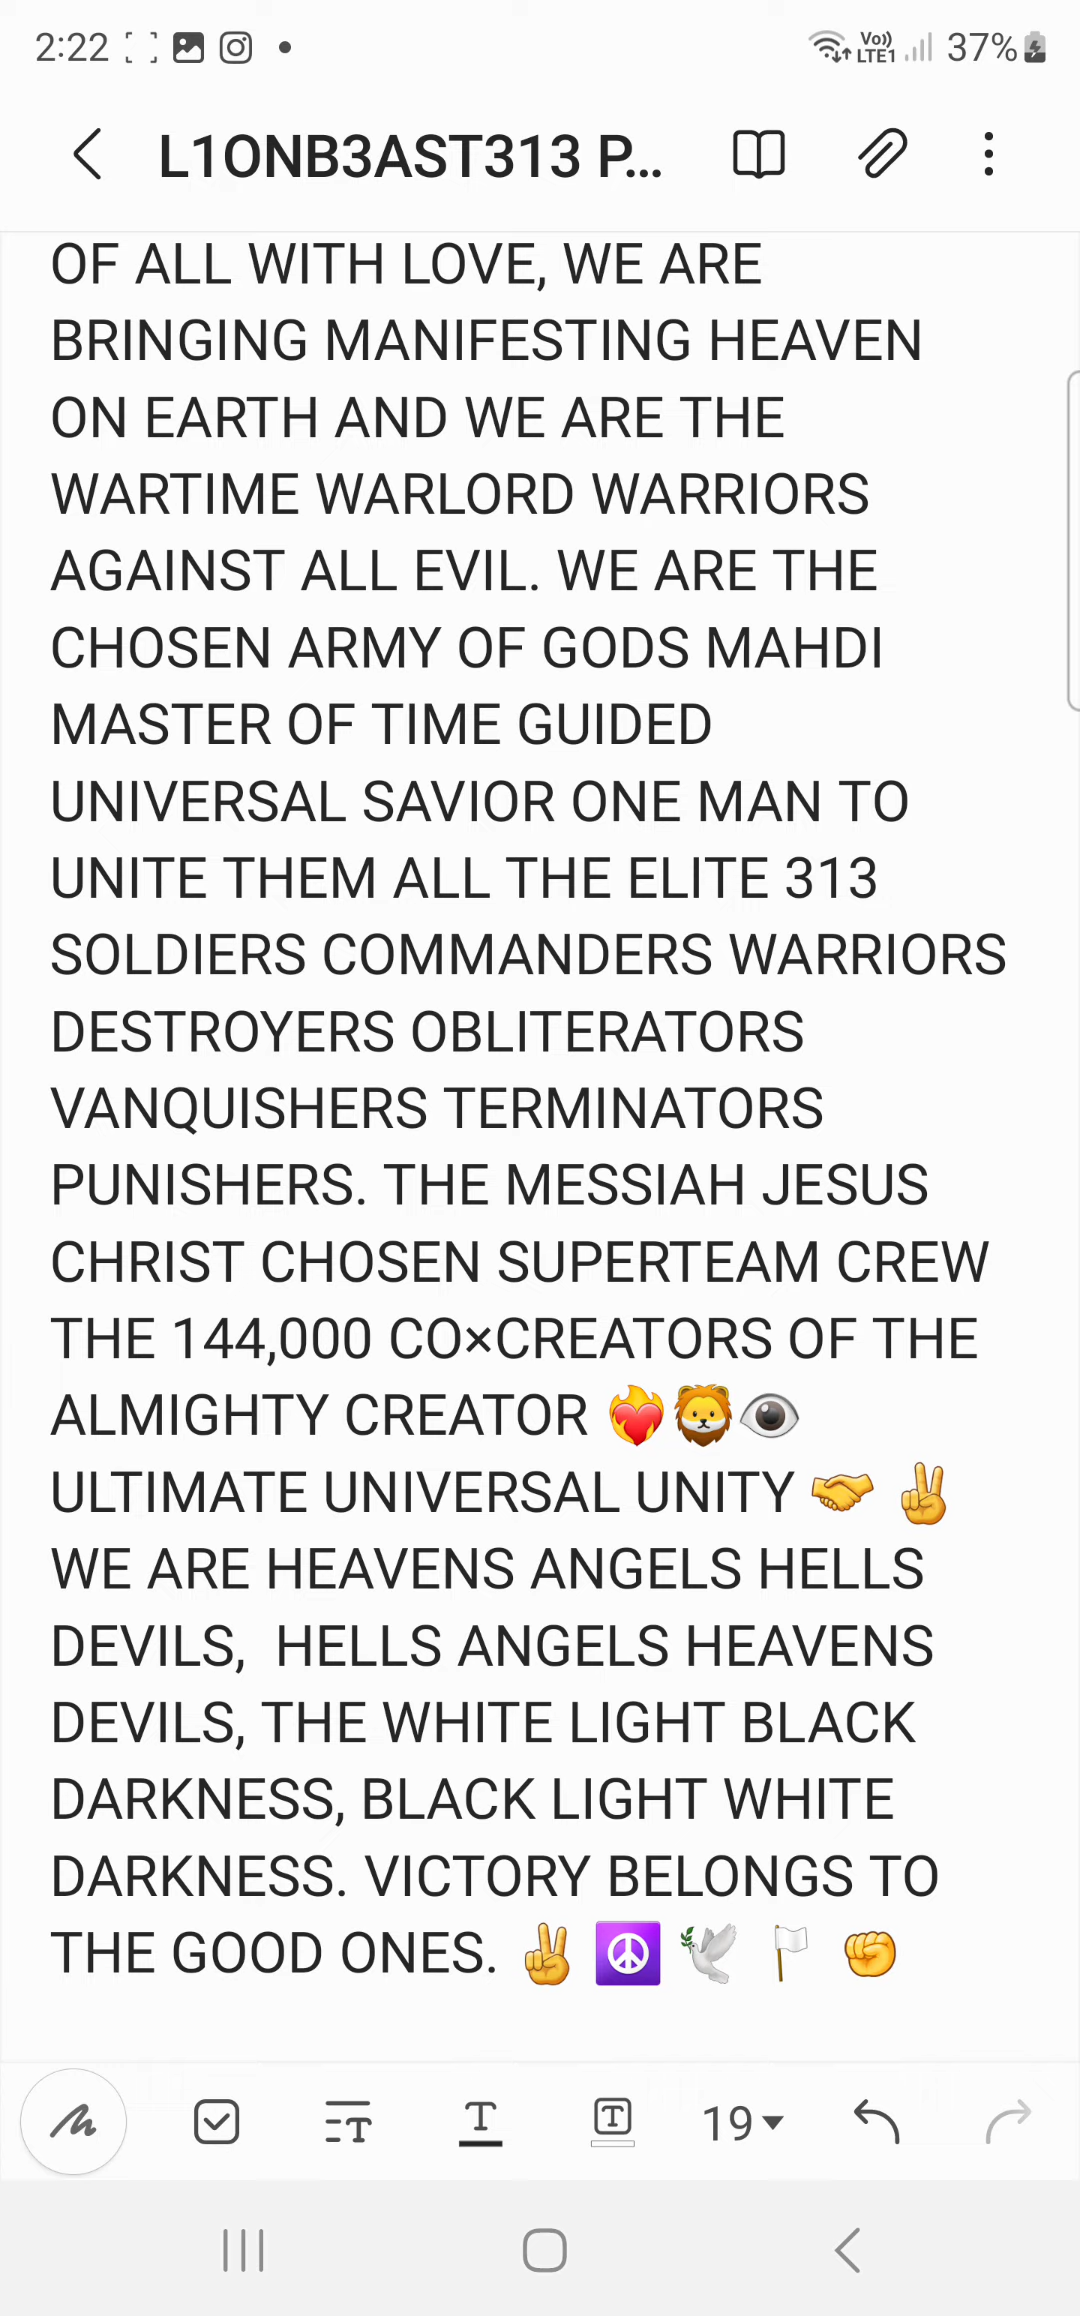 2:22
Vo))
LTE1
37%
L1ONB3AST313 P...
OF ALL WITH LOVE, WE ARE
BRINGING MANIFESTING HEAVEN
ON EARTH AND WE ARE THE
WARTIME WARLORD WARRIORS
AGAINST ALL EVIL. WE ARE THE
CHOSEN ARMY OF GODS MAHDI
MASTER OF TIME GUIDED
UNIVERSAL SAVIOR ONE MAN TO
UNITE THEM ALL THE ELITE 313
SOLDIERS COMMANDERS WARRIORS
DESTROYERS OBLITERATORS
VANQUISHERS TERMINATORS
PUNISHERS. THE MESSIAH JESUS
CHRIST CHOSEN SUPERTEAM CREW
THE 144,000 CO×CREATORS OF THE
ALMIGHTY CREATOR ❤️‍🔥🦁👁️
ULTIMATE UNIVERSAL UNITY 🤝 ✌️
WE ARE HEAVENS ANGELS HELLS
DEVILS,  HELLS ANGELS HEAVENS
DEVILS, THE WHITE LIGHT BLACK
DARKNESS, BLACK LIGHT WHITE
DARKNESS. VICTORY BELONGS TO
THE GOOD ONES. ✌️ ☮️ 🕊️ 🏳️ ✊
19